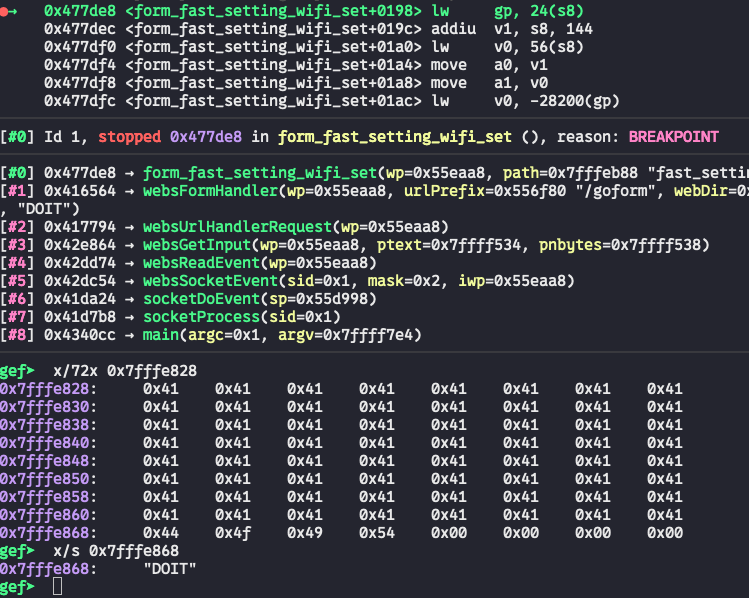 ●→ 0x477de8 <form_fast_setting_wifi_set+0198> lw gp, 24(s8)
0x477dec <form_fast_setting_wifi_set+019c> addiu v1, s8, 144
0x477df0 <form_fast_setting_wifi_set+01a0> lw v0, 56(s8)
0x477df4 <form_fast_setting_wifi_set+01a4> move a0, v1
0x477df8 <form_fast_setting_wifi_set+01a8> move a1, v0
0x477dfc <form_fast_setting_wifi_set+01ac> lw v0, -28200(gp)
[#0] Id 1, stopped 0x477de8 in form_fast_setting_wifi_set (), reason: BREAKPOINT
[#0] 0x477de8 → form_fast_setting_wifi_set(wp=0x55eaa8, path=0x7fffeb88 "fast_settin
[#1] 0x416564 → websFormHandler(wp=0x55eaa8, urlPrefix=0x556f80 "/goform", webDir=0x
, "DOIT")
[#2] 0x417794 → websUrlHandlerRequest(wp=0x55eaa8)
[#3] 0x42e864 → websGetInput(wp=0x55eaa8, ptext=0x7ffff534, pnbytes=0x7ffff538)
[#4] 0x42dd74 → websReadEvent(wp=0x55eaa8)
[#5] 0x42dc54 → websSocketEvent(sid=0x1, mask=0x2, iwp=0x55eaa8)
[#6] 0x41da24 → socketDoEvent(sp=0x55d998)
[#7] 0x41d7b8 → socketProcess(sid=0x1)
[#8] 0x4340cc → main(argc=0x1, argv=0x7ffff7e4)
gef➤ x/72x 0x7fffe828
0x7fffe828: 0x41 0x41 0x41 0x41 0x41 0x41 0x41 0x41
0x7fffe830: 0x41 0x41 0x41 0x41 0x41 0x41 0x41 0x41
0x7fffe838: 0x41 0x41 0x41 0x41 0x41 0x41 0x41 0x41
0x7fffe840: 0x41 0x41 0x41 0x41 0x41 0x41 0x41 0x41
0x7fffe848: 0x41 0x41 0x41 0x41 0x41 0x41 0x41 0x41
0x7fffe850: 0x41 0x41 0x41 0x41 0x41 0x41 0x41 0x41
0x7fffe858: 0x41 0x41 0x41 0x41 0x41 0x41 0x41 0x41
0x7fffe860: 0x41 0x41 0x41 0x41 0x41 0x41 0x41 0x41
0x7fffe868: 0x44 0x4f 0x49 0x54 0x00 0x00 0x00 0x00
gef➤ x/s 0x7fffe868
0x7fffe868: "DOIT"
gef➤